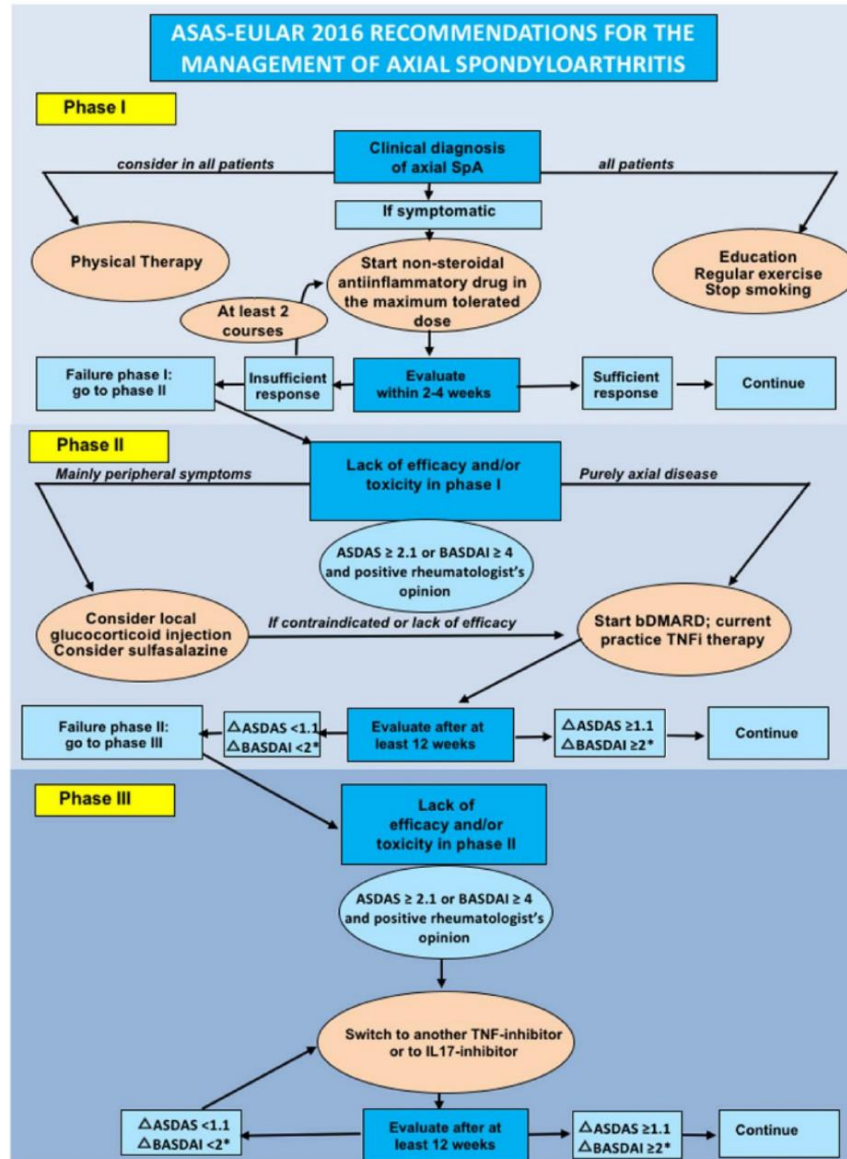 ASAS-EULAR 2016 RECOMMENDATIONS FOR THE
MANAGEMENT OF AXIAL SPONDYLOARTHRITIS
Phase I
Clinical diagnosis
of axial SpA
consider in all patients
all patients
If symptomatic
Physical Therapy
Start non-steroidal
antiinflammatory drug in
the maximum tolerated
dose
Education
Regular exercise
Stop smoking
At least 2
courses
Failure phase I:
go to phase II
Insufficient
response
Evaluate
within 2-4 weeks
Sufficient
response
Continue
Phase II
Lack of efficacy and/or
toxicity in phase I
Mainly peripheral symptoms
Purely axial disease
ASDAS ≥ 2.1 or BASDAI ≥ 4
and positive rheumatologist's
opinion
Consider local
glucocorticoid injection
Consider sulfasalazine
If contraindicated or lack of efficacy
Start bDMARD; current
practice TNFi therapy
Failure phase II:
go to phase III
△ASDAS <1.1
△BASDAI <2*
Evaluate after at
least 12 weeks
△ASDAS ≥1.1
△BASDAI ≥2*
Continue
Phase III
Lack of
efficacy and/or
toxicity in phase II
ASDAS ≥ 2.1 or BASDAI ≥ 4
and positive rheumatologist's
opinion
Switch to another TNF-inhibitor
or to IL17-inhibitor
△ASDAS <1.1
△BASDAI <2*
Evaluate after at
least 12 weeks
△ASDAS ≥1.1
△BASDAI ≥2*
Continue